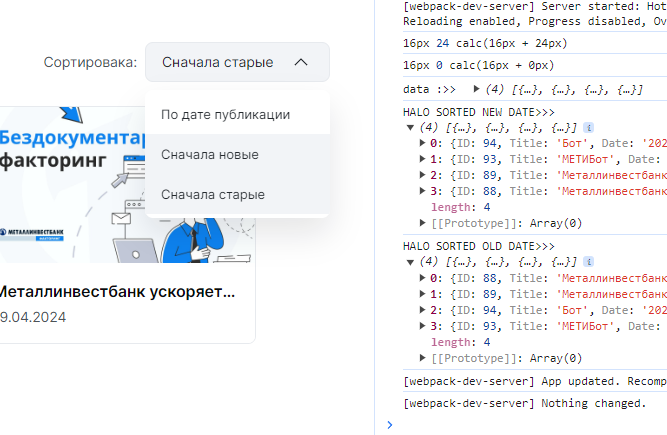 Сортировака:
Сначала старые
По дате публикации
Сначала новые
Сначала старые
Бездокументар
факторинг
МЕТАЛЛИНВЕСТБАНК
ФАКТОРИНГ
Металлинвестбанк ускоряет...
9.04.2024
[webpack-dev-server] Server started: Hot
Reloading enabled, Progress disabled, Ov
16px 24 calc(16px + 24px)
16px 0 calc(16px + 0px)
data :>> ▶ (4) [{…}, {…}, {…}, {…}]
HALO SORTED NEW DATE>>>
▼ (4) [{…}, {…}, {…}, {…}] i
▶ 0: {ID: 94, Title: 'Бот', Date: '202
▶ 1: {ID: 93, Title: 'МЕТИБот', Date:
▶ 2: {ID: 89, Title: 'Металлинвестбанк
▶ 3: {ID: 88, Title: 'Металлинвестбанк
length: 4
▶ [[Prototype]]: Array(0)
HALO SORTED OLD DATE>>>
▼ (4) [{…}, {…}, {…}, {…}] i
▶ 0: {ID: 88, Title: 'Металлинвестбанк
▶ 1: {ID: 89, Title: 'Металлинвестбанк
▶ 2: {ID: 94, Title: 'Бот', Date: '202
▶ 3: {ID: 93, Title: 'МЕТИБот', Date:
length: 4
▶ [[Prototype]]: Array(0)
[webpack-dev-server] App updated. Recomp
[webpack-dev-server] Nothing changed.